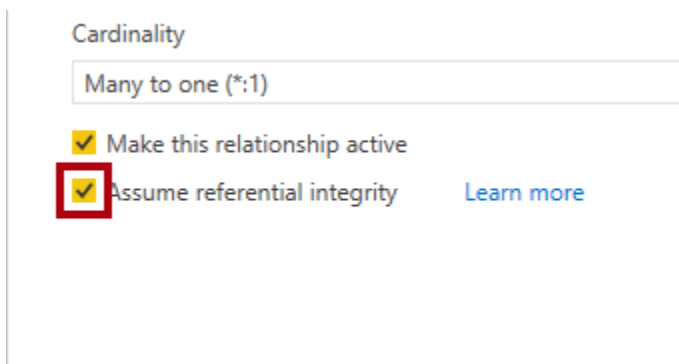 Cardinality
Many to one (*:1)
Make this relationship active
Assume referential integrity Learn more